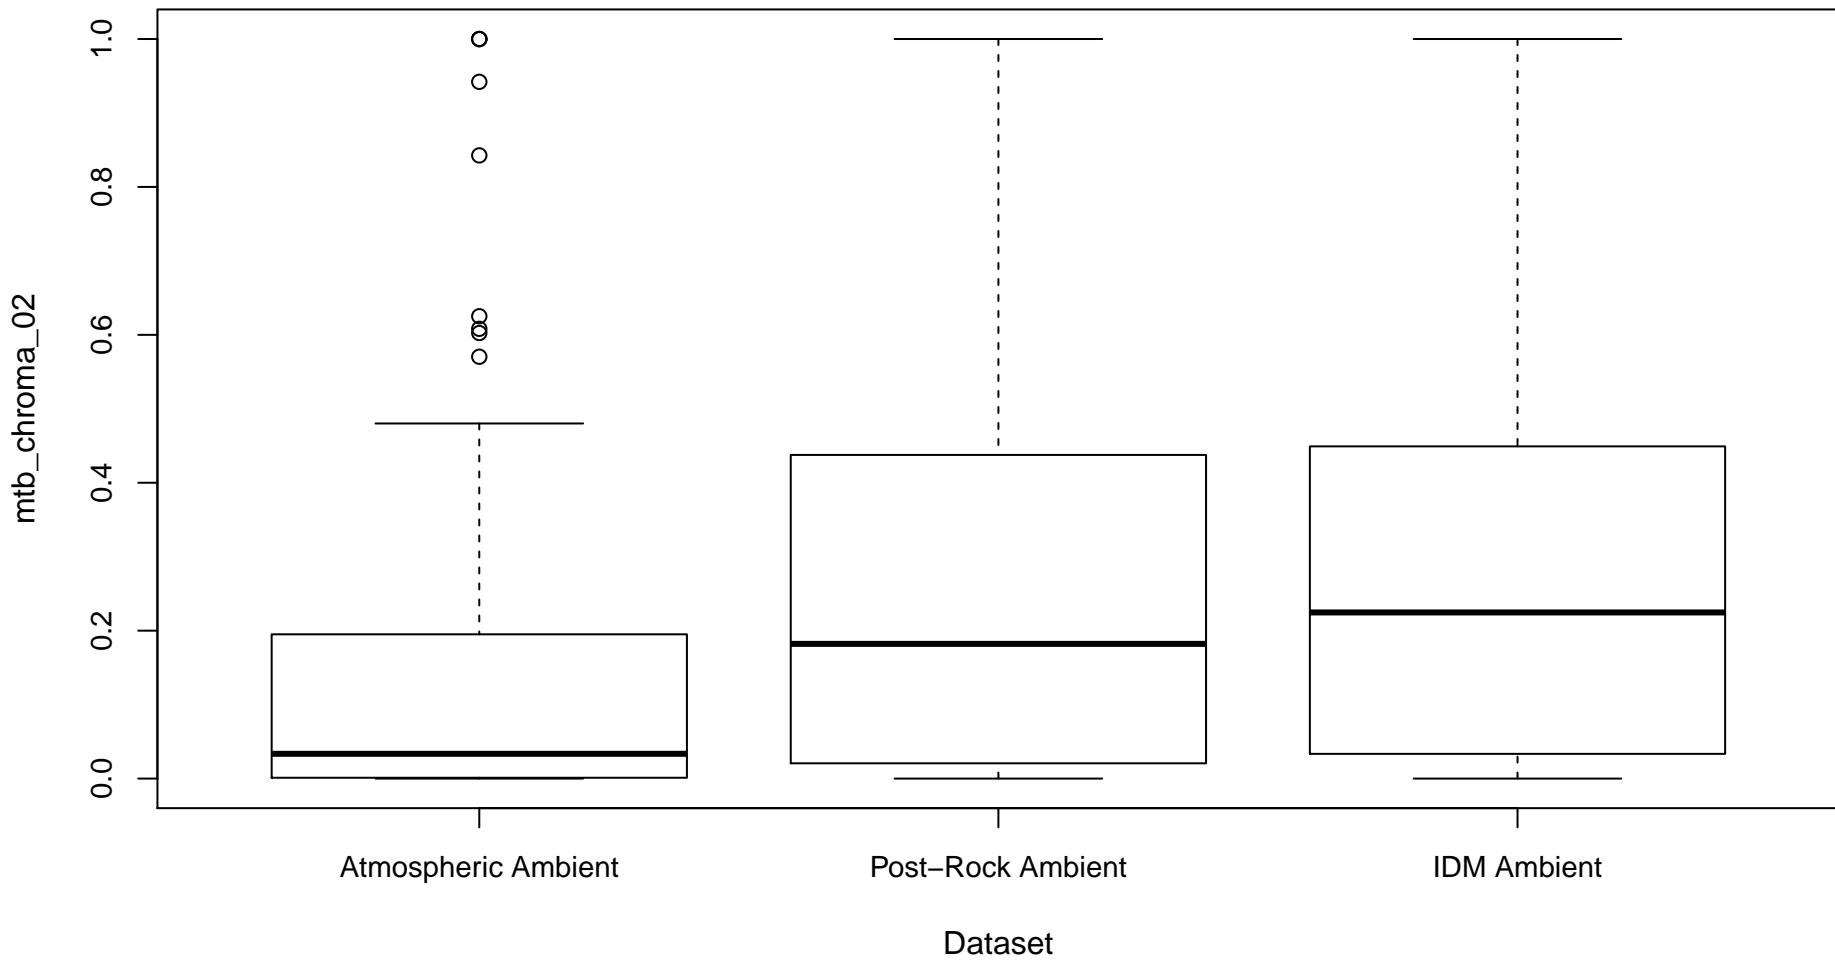 mtb_chroma_02
1.0
0.8
0.6
0.4
0.2
0.0
Atmospheric Ambient
Post−Rock Ambient
IDM Ambient
Dataset